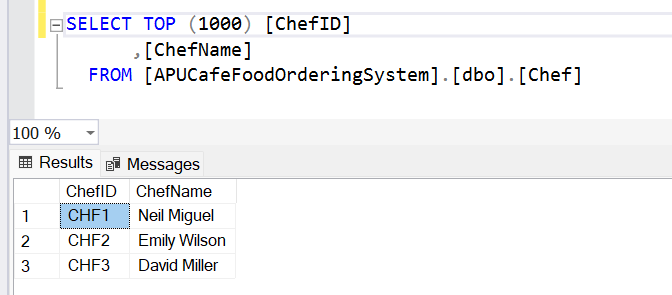 SELECT TOP (1000) [ChefID]
,[ChefName]
FROM [APUCafeFoodOrderingSystem].[dbo].[Chef]
100 %
Results Messages
ChefID ChefName
1 CHF1 Neil Miguel
2 CHF2 Emily Wilson
3 CHF3 David Miller